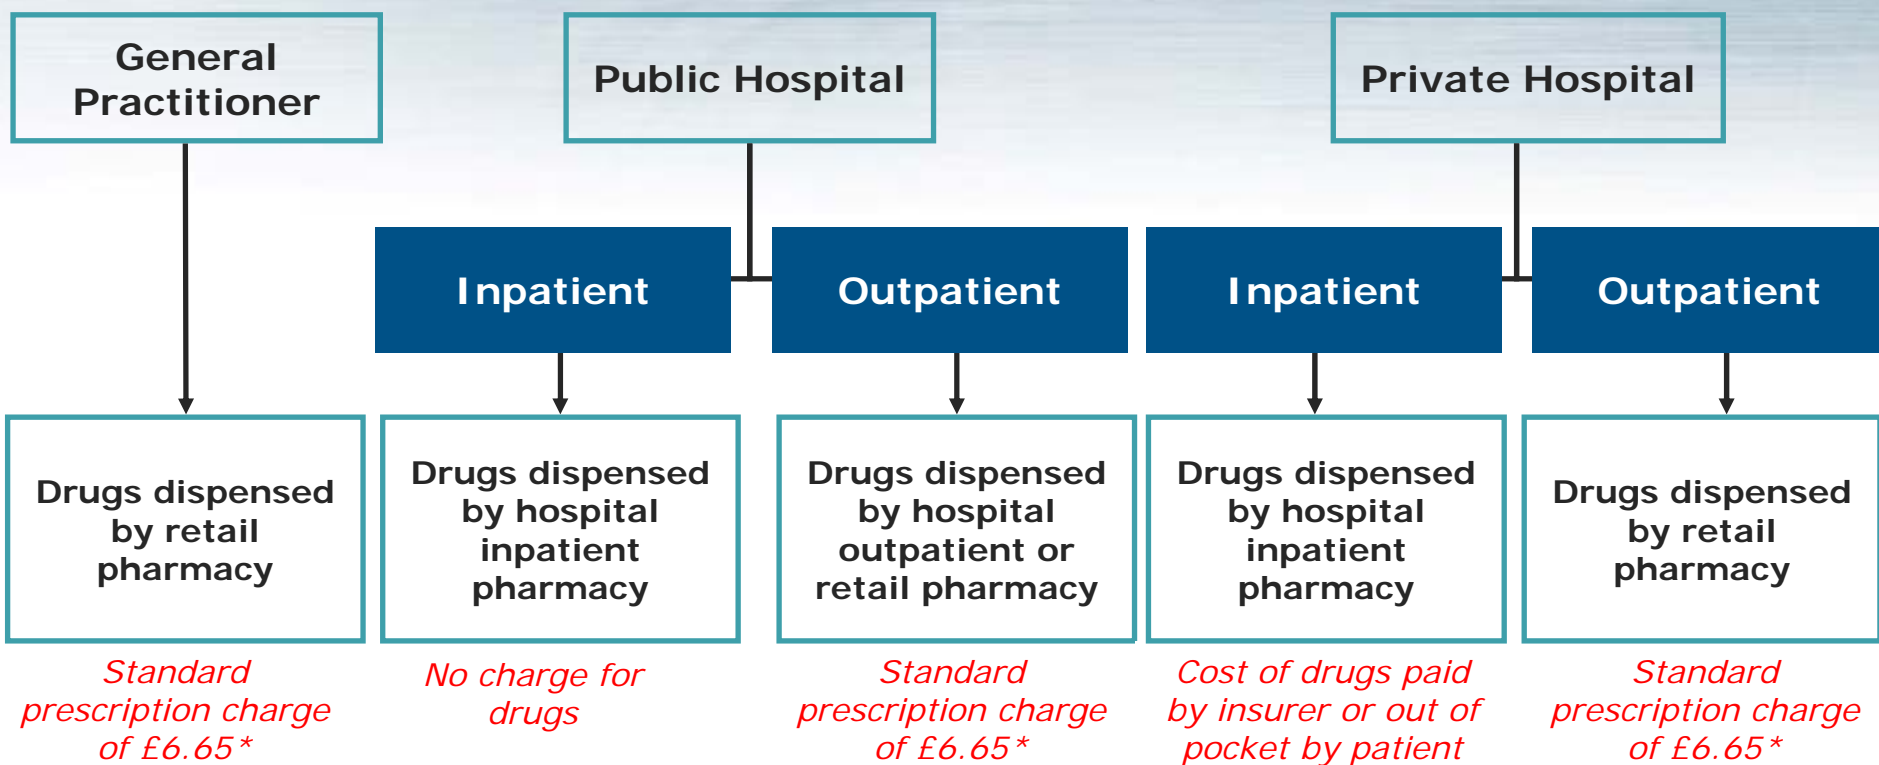 General
Practitioner
Public Hospital
Private Hospital
Inpatient
Outpatient
Inpatient
Outpatient
Drugs dispensed
by retail
pharmacy
Drugs dispensed
by hospital
inpatient
pharmacy
Drugs dispensed
by hospital
outpatient or
retail pharmacy
Drugs dispensed
by hospital
inpatient
pharmacy
Drugs dispensed
by retail
pharmacy
Standard
prescription charge
of £6.65*
No charge for
drugs
Standard
prescription charge
of £6.65*
Cost of drugs paid
by insurer or out of
pocket by patient
Standard
prescription charge
of £6.65*